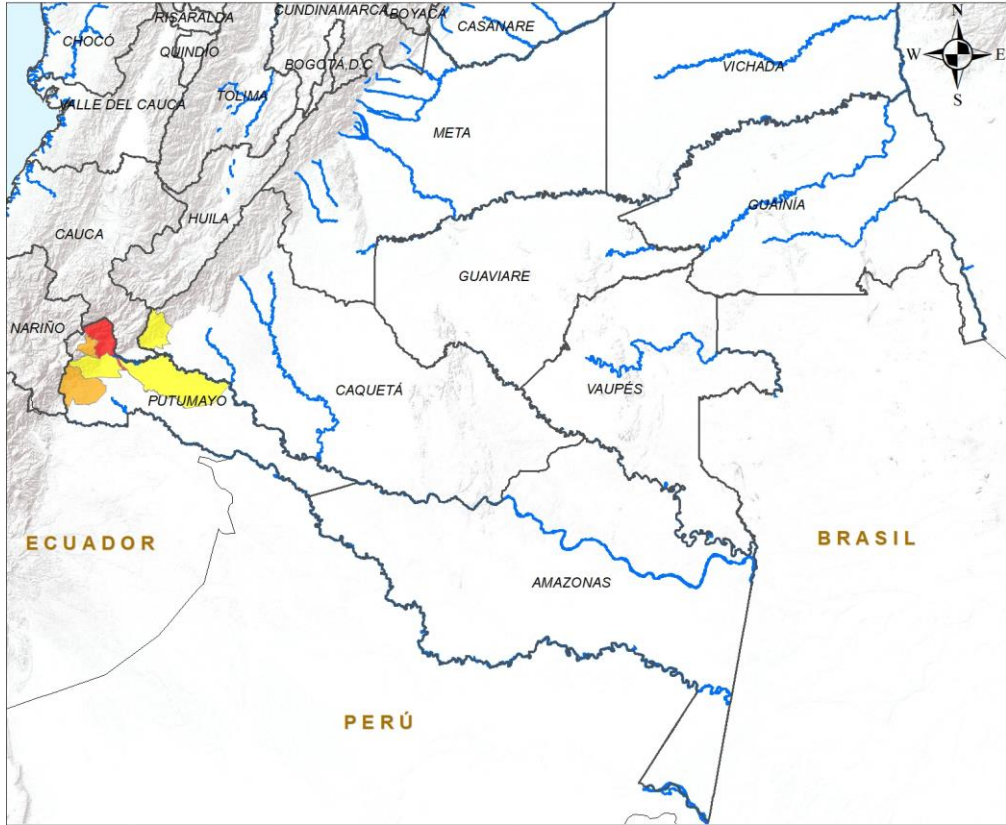 CUNDINAMARCA
BOYACÁ
RISARALDA
CASANARE
N
CHOCÓ
QUINDÍO
W
E
BOGOTÁ D.C
VICHADA
TOLIMA
VALLE DEL CAUCA
S
META
GUAINÍA
HUILA
CAUCA
GUAVIARE
NARIÑO
CAQUETÁ
VAUPÉS
PUTUMAYO
ECUADOR
BRASIL
AMAZONAS
PERÚ